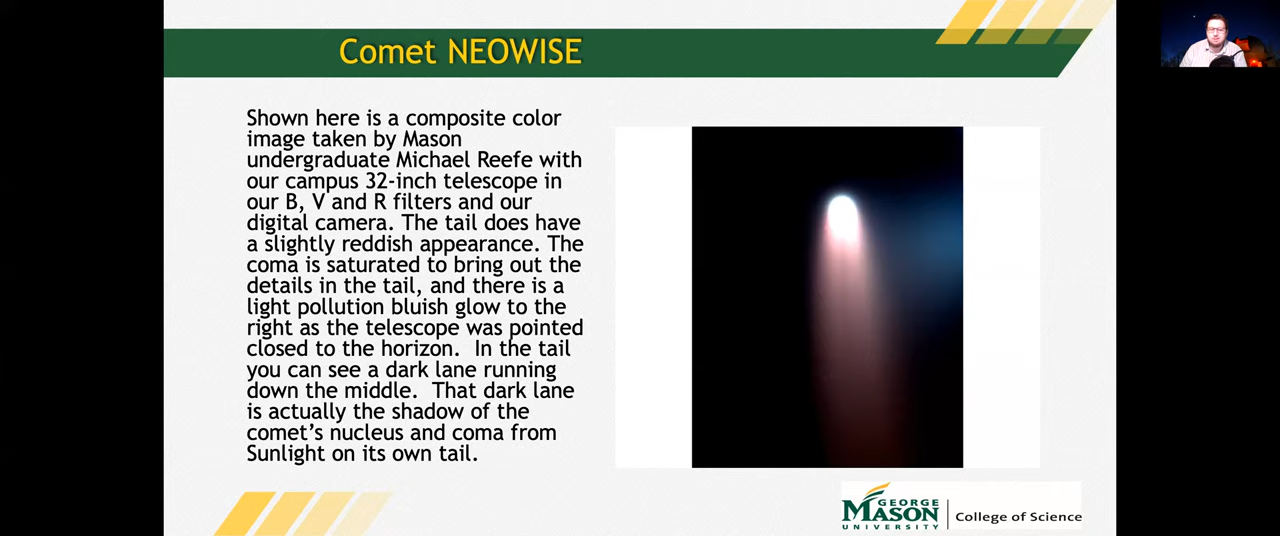 Comet NEOWISE
Shown here is a composite color
image taken by Mason
undergraduate Michael Reefe with
our campus 32-inch telescope in
our B, V and R filters and our
digital camera. The tail does have
a slightly reddish appearance. The
coma is saturated to bring out the
details in the tail, and there is a
light pollution bluish glow to the
right as the telescope was pointed
closed to the horizon.  In the tail
you can see a dark lane running
down the middle.  That dark lane
is actually the shadow of the
comet's nucleus and coma from
Sunlight on its own tail.
GEORGE
MASON
UNIVERSITY
College of Science